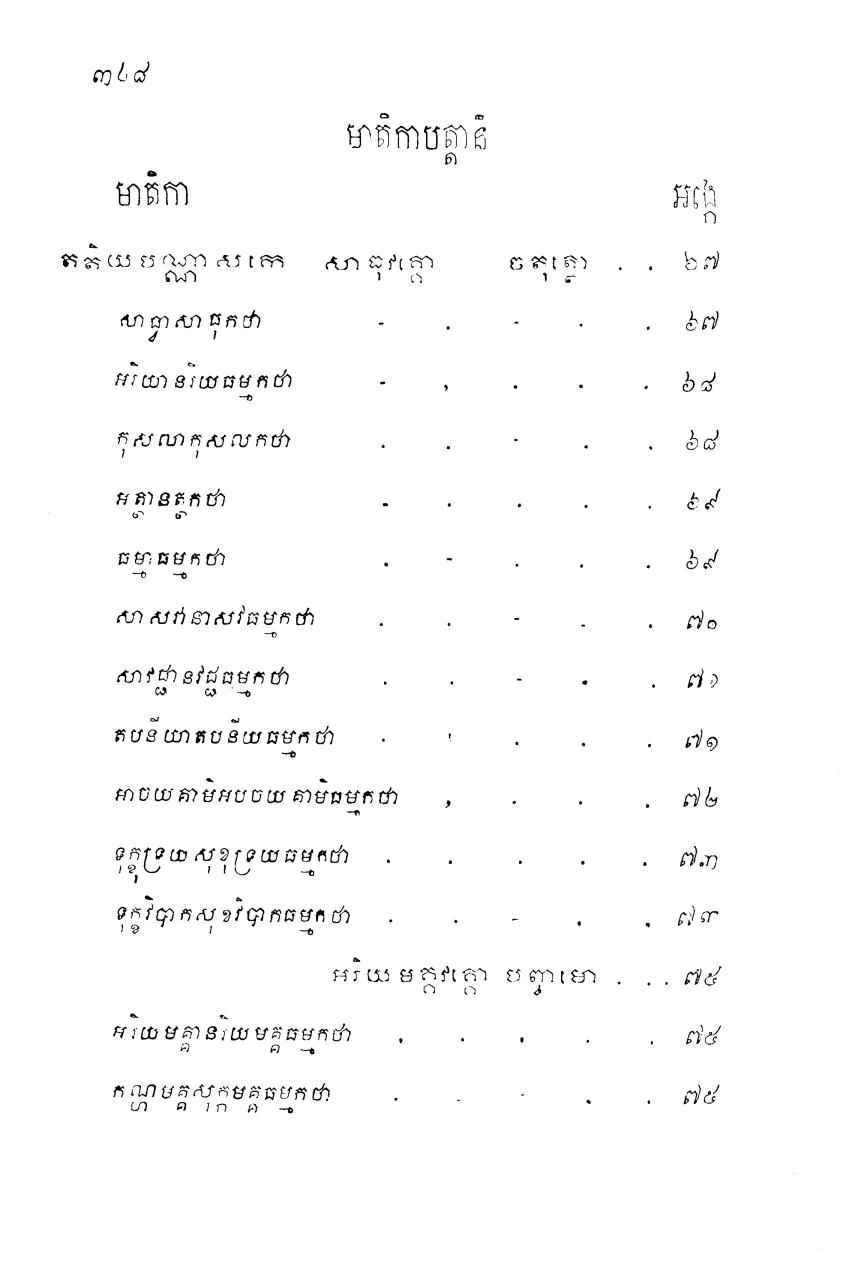 ៣៤៨
មាតិកាបត្តានំ
មាតិកា អង្កេ
តតិយបណ្ណាសកេ សាធុវគ្គោ ចតុត្ថោ . . ៦៧
សាធ្វាសាធុកថា - . - . . ៦៧
អរិយានរិយធម្មកថា - . . . . ៦៨
កុសលាកុសលកថា . . - . . ៦៨
អត្ថានត្ថកថា . . . . . ៦៩
ធម្មាធម្មកថា . - . . . ៦៩
សាសវានាសវធម្មកថា . . - . . ៧០
សាវជ្ជានវជ្ជធម្មកថា . . - . . ៧១
តបនីយាតបនីយធម្មកថា . . . . . ៧១
អាចយគាមិអបចយគាមិធម្មកថា . . . . ៧២
ទុក្ខុទ្រយសុខុទ្រយធម្មកថា . . . . . ៧៣
ទុក្ខវិបាកសុខវិបាកធម្មកថា . . - . . ៧៣
អរិយមគ្គវគ្គោ បញ្ចមោ . . . ៧៥
អរិយមគ្គានរិយមគ្គធម្មកថា . . . . . ៧៥
កណ្ហមគ្គសុក្កមគ្គធម្មកថា . . - . . ៧៥